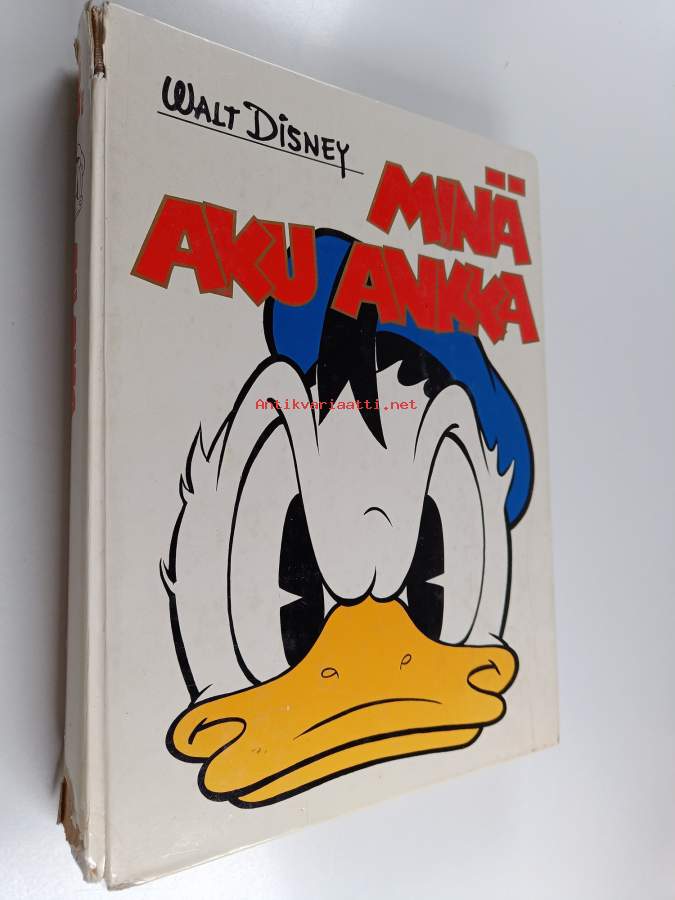 WALT DISNEY
MINÄ
AKU ANKKA
Antikvariaatti.net